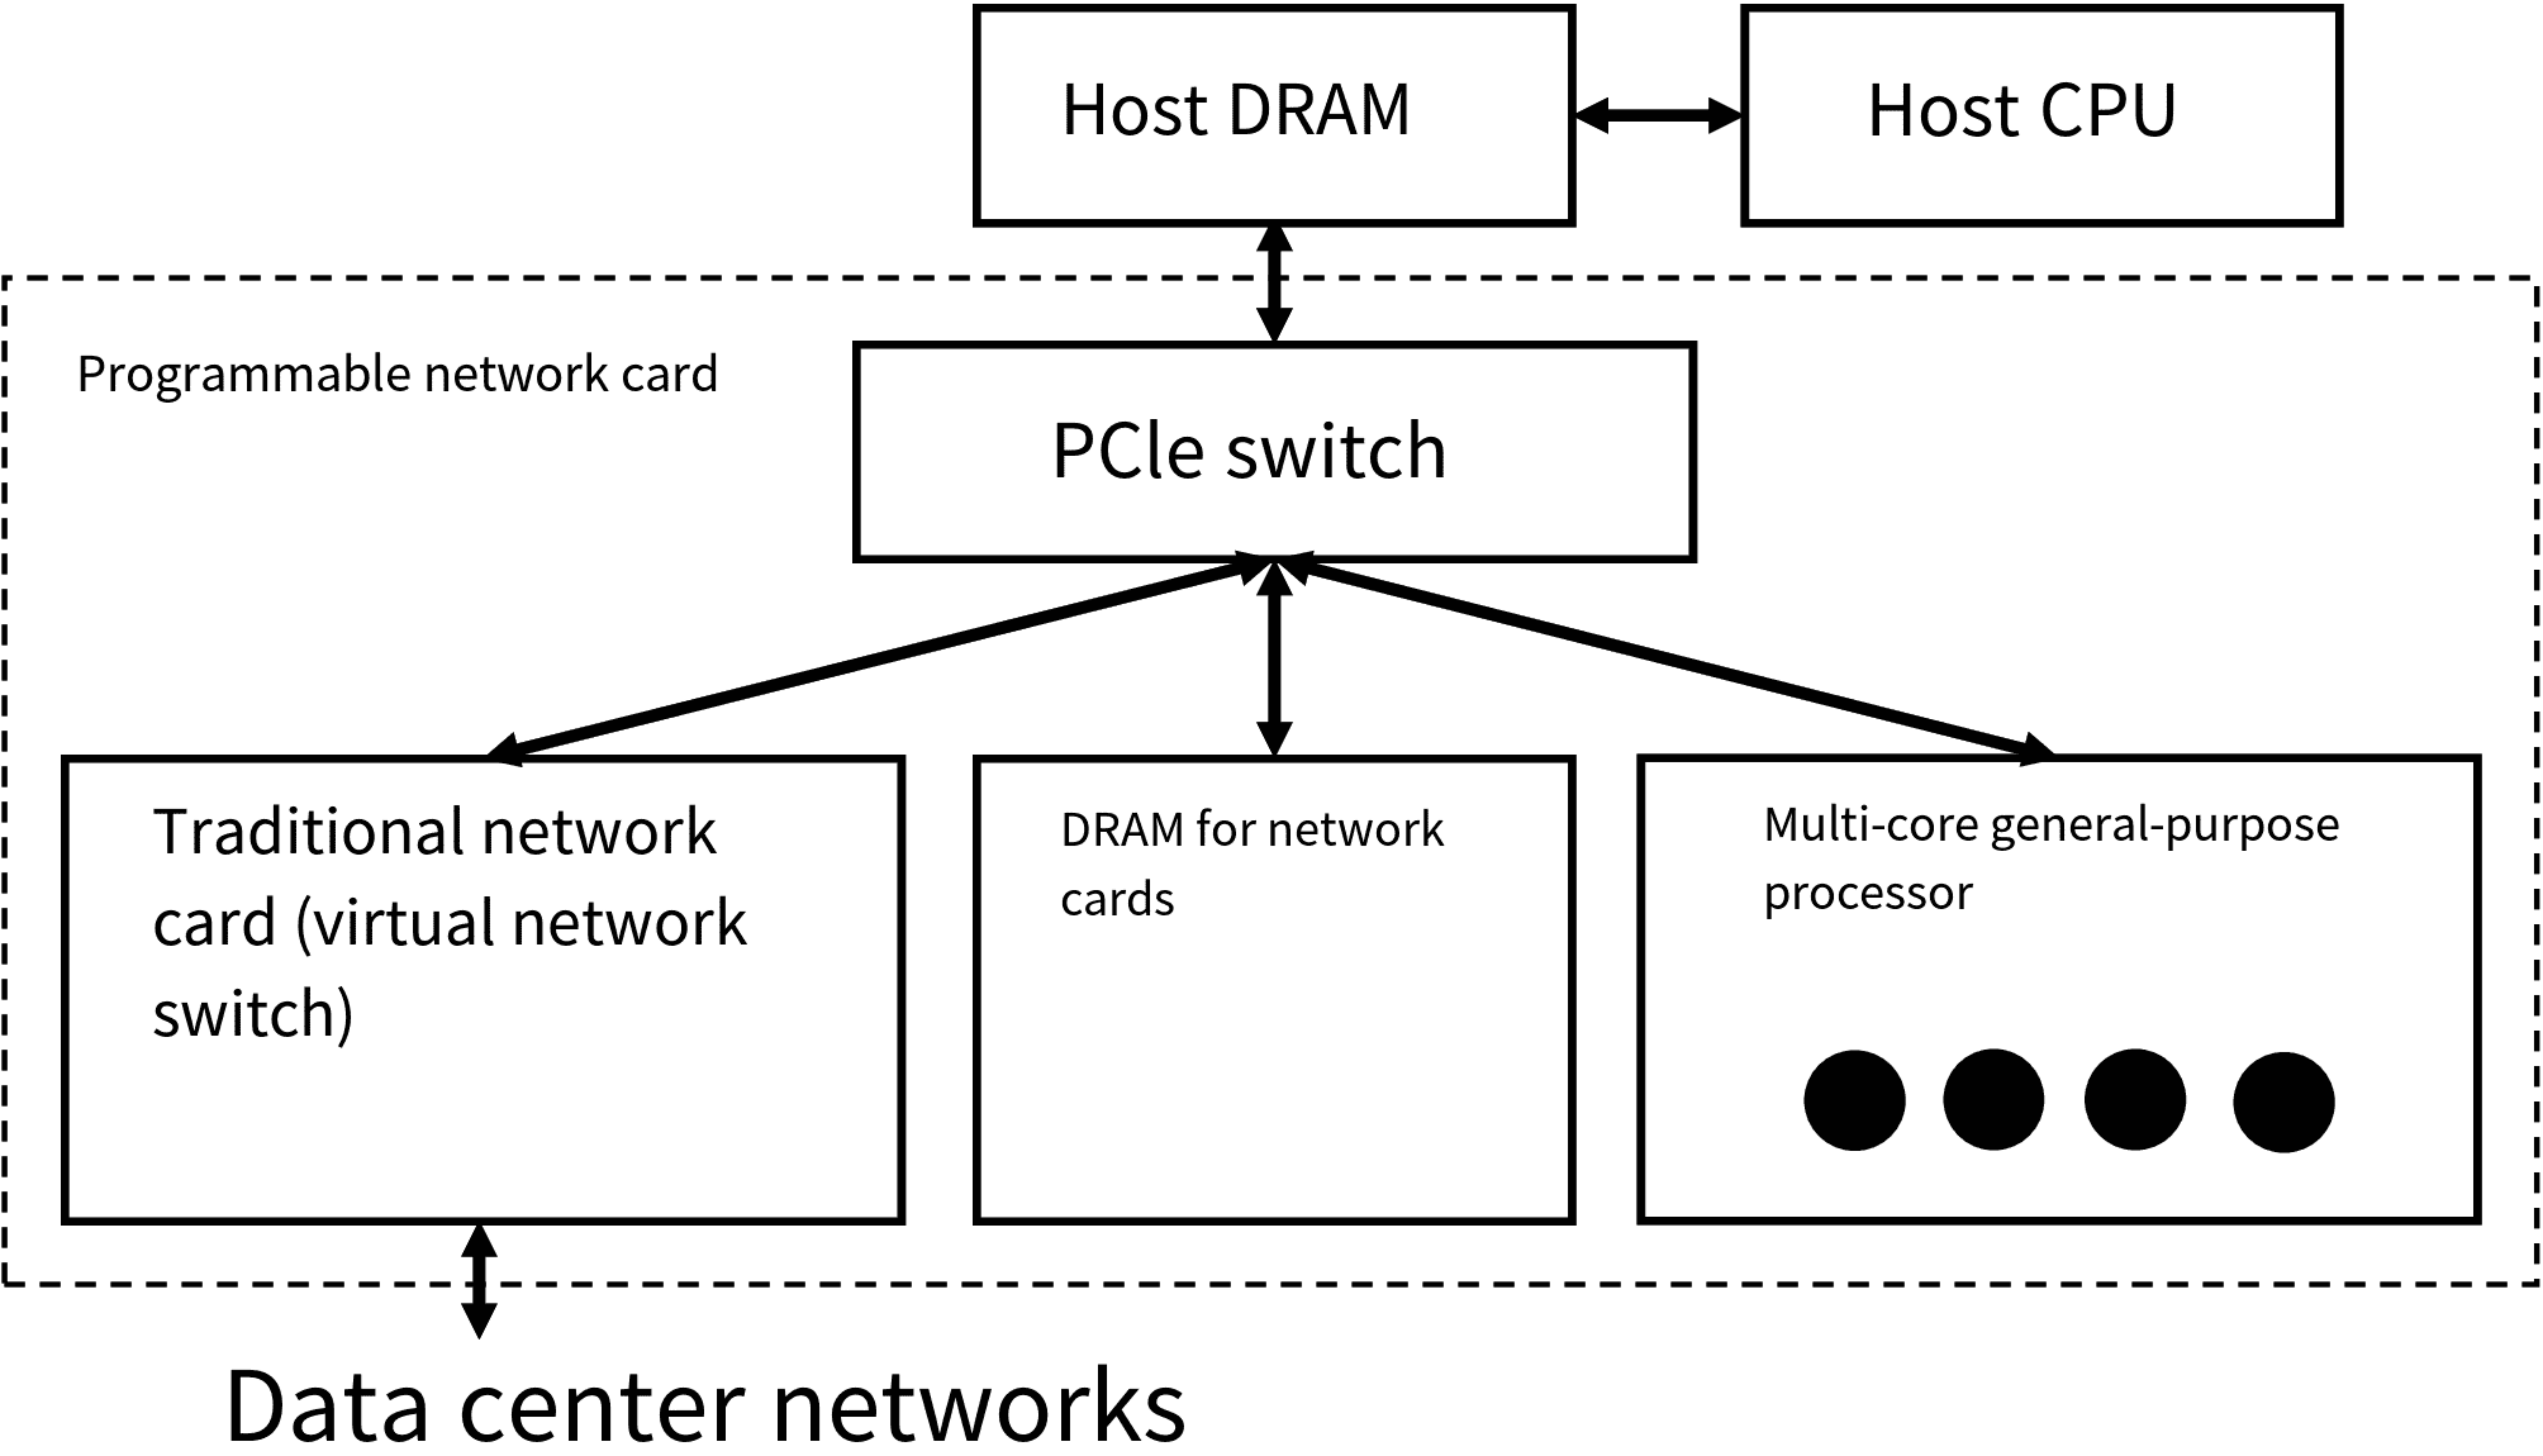 Host DRAM
Host CPU
Programmable network card
PCle switch
Traditional network
card (virtual network
switch)
DRAM for network
cards
Multi-core general-purpose
processor
Data center networks